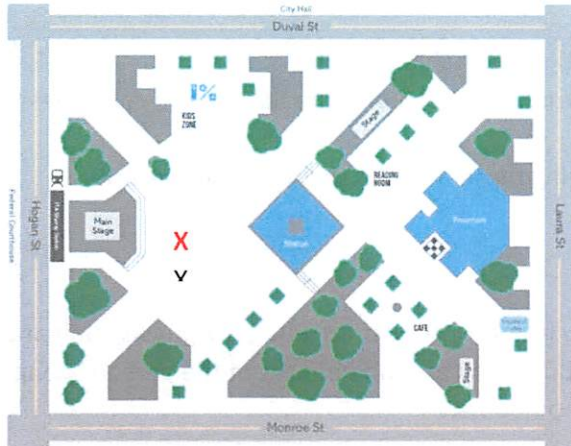 City Hall
Duval St
KIDS
ZONE
Stage
READING
ROOM
Federal Courthouse
Hogan St
Main
Stage
X
Statue
Fountain
Laura St
CAFE
Stage
Monroe St